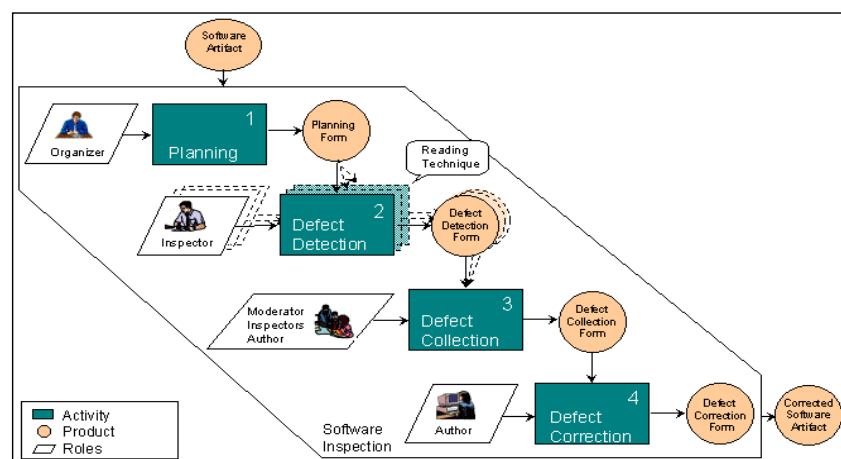 Software
Artifact
1
Planning
Organizer
Planning
Form
Reading
Technique
2
Defect
Detection
Inspector
Defect
Detection
Form
3
Defect
Collection
Moderator
Inspectors
Author
Defect
Collection
Form
4
Defect
Correction
Author
Defect
Correction
Form
Corrected
Software
Artifact
Software
Inspection
Activity
Product
Roles